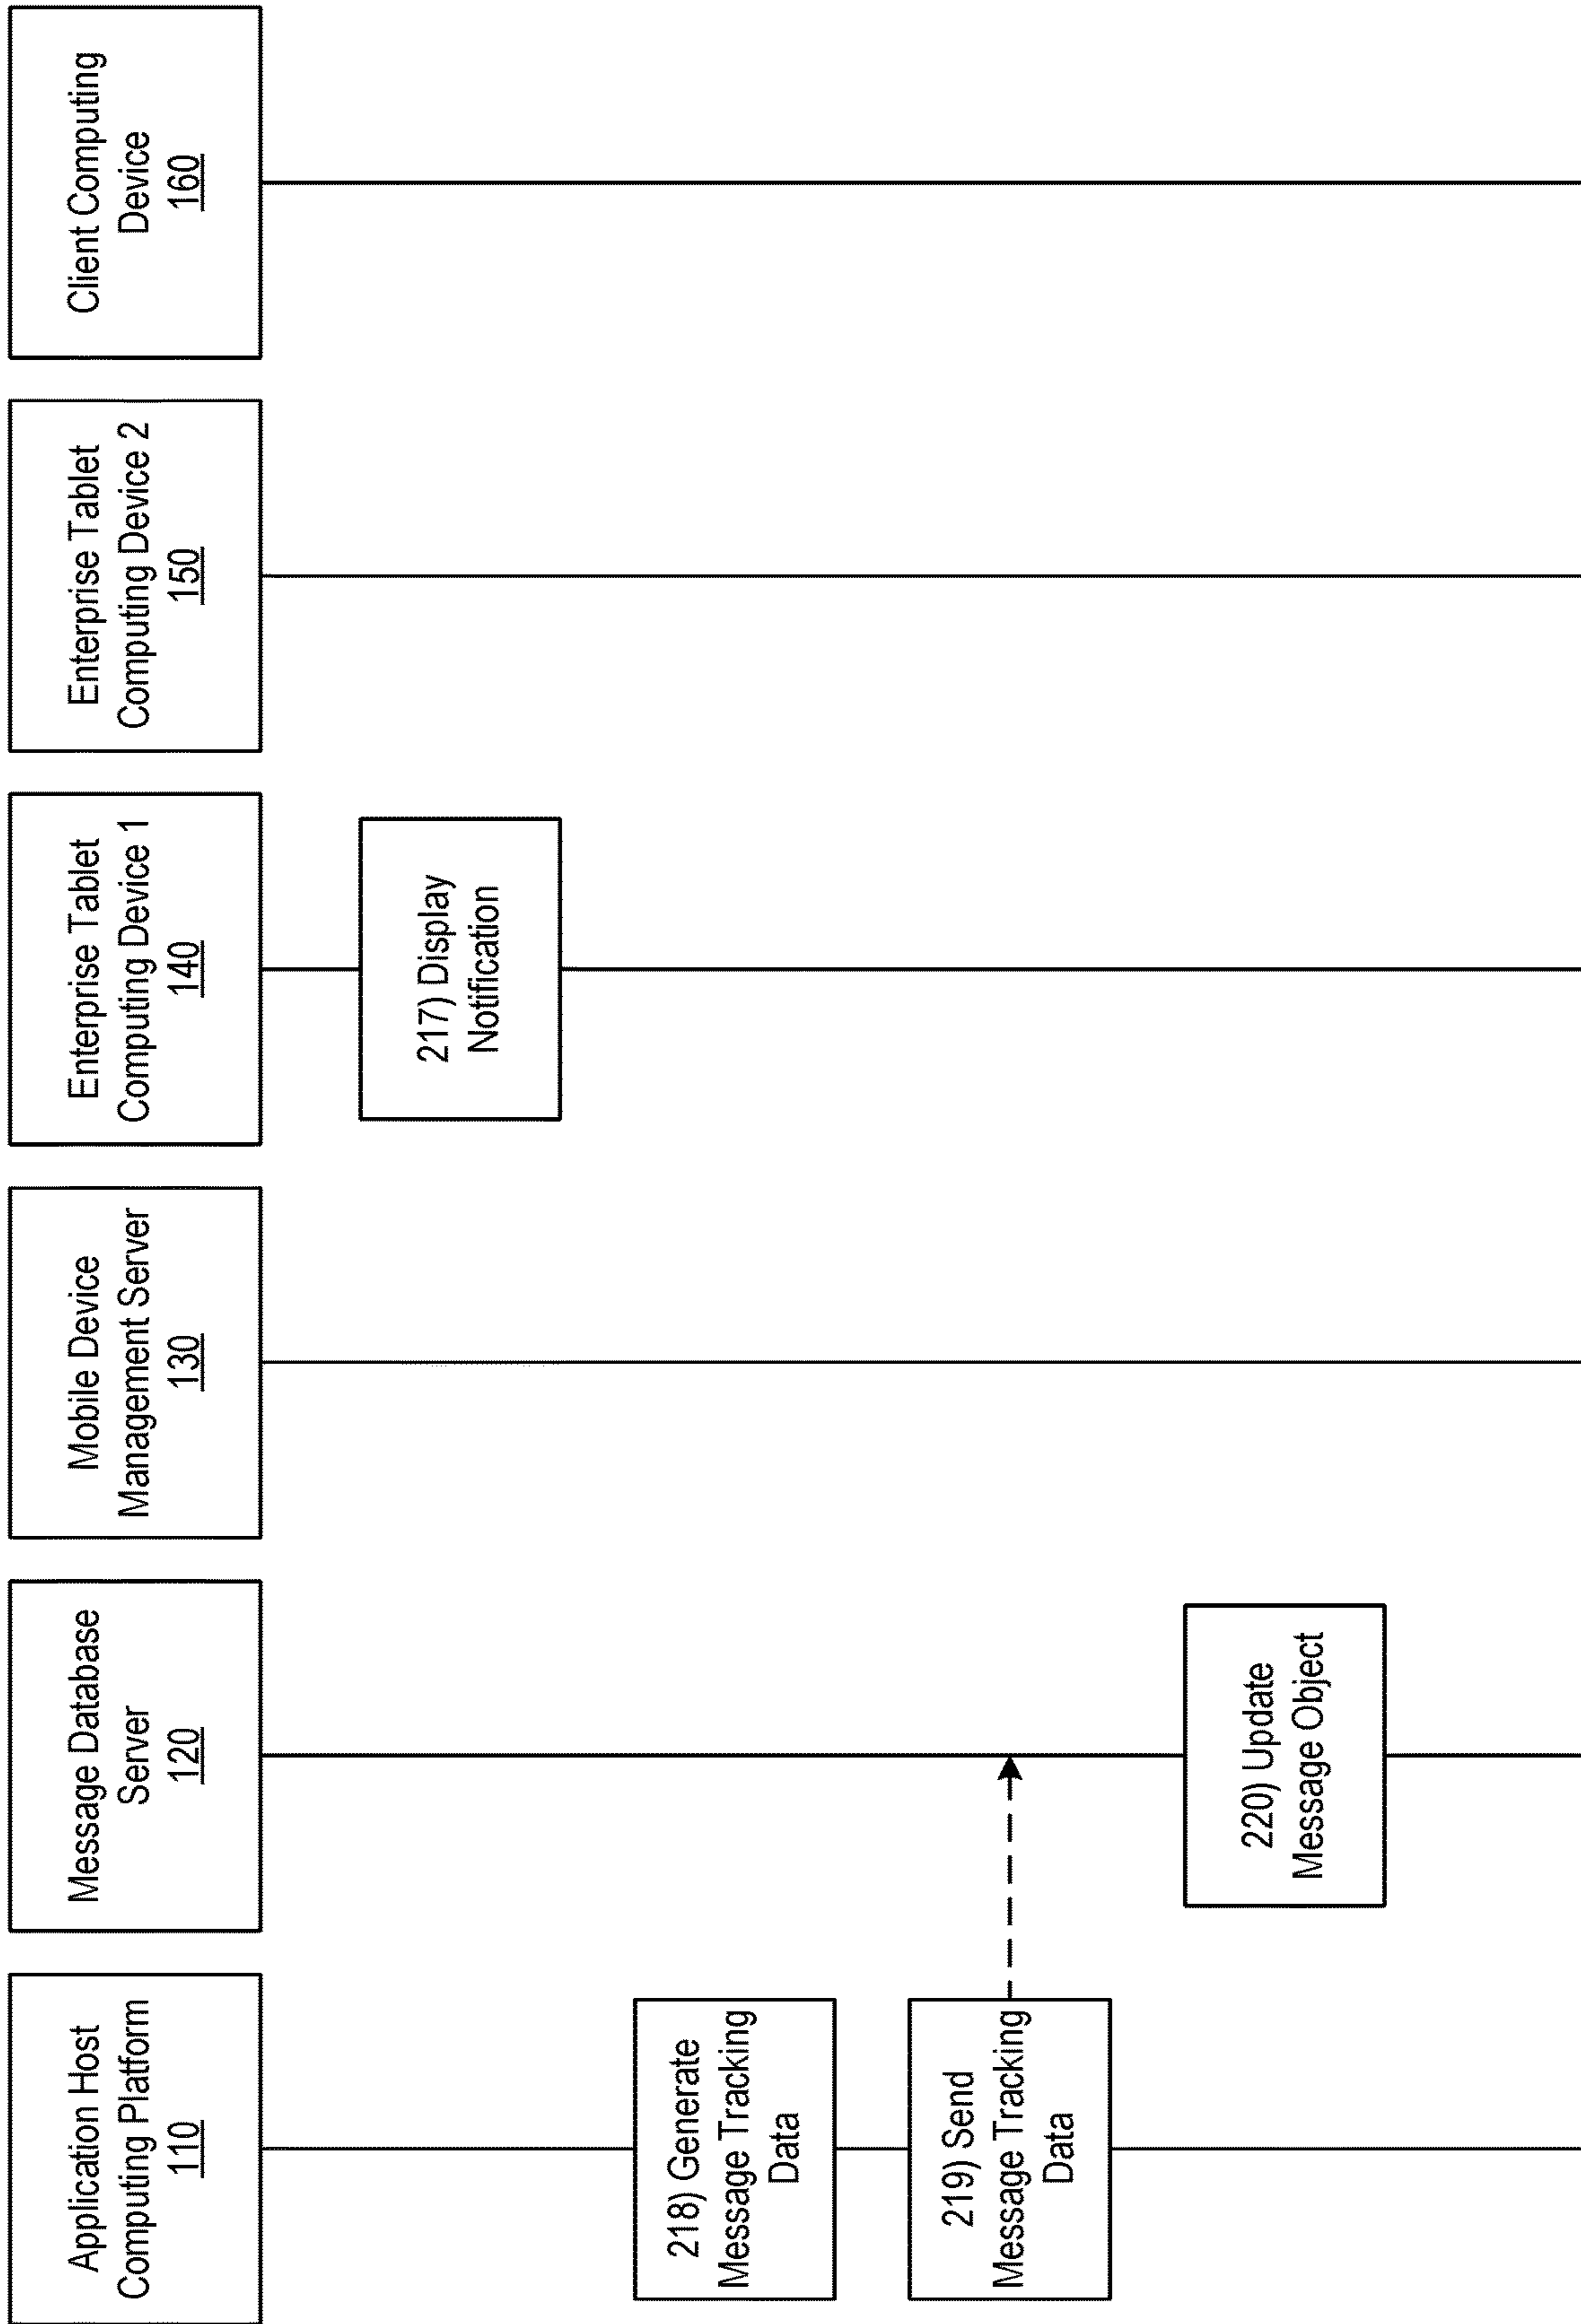 Application Host
Computing Platform
110
Message Database
Server
120
Mobile Device
Management Server
130
Enterprise Tablet
Computing Device 1
140
Enterprise Tablet
Computing Device 2
150
Client Computing
Device
160
217) Display
Notification
218) Generate
Message Tracking
Data
219) Send
Message Tracking
Data
220) Update
Message Object